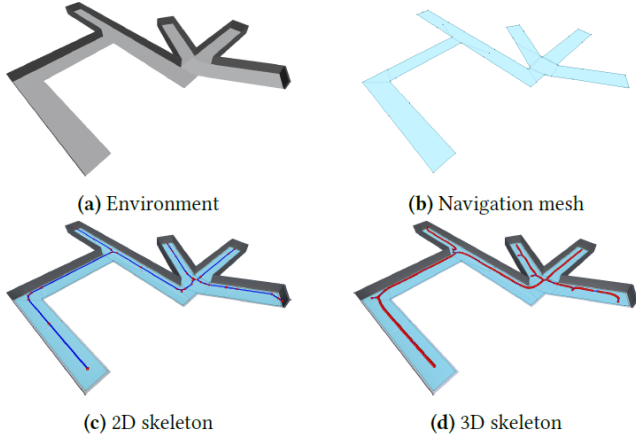 (a) Environment
(b) Navigation mesh
(c) 2D skeleton
(d) 3D skeleton